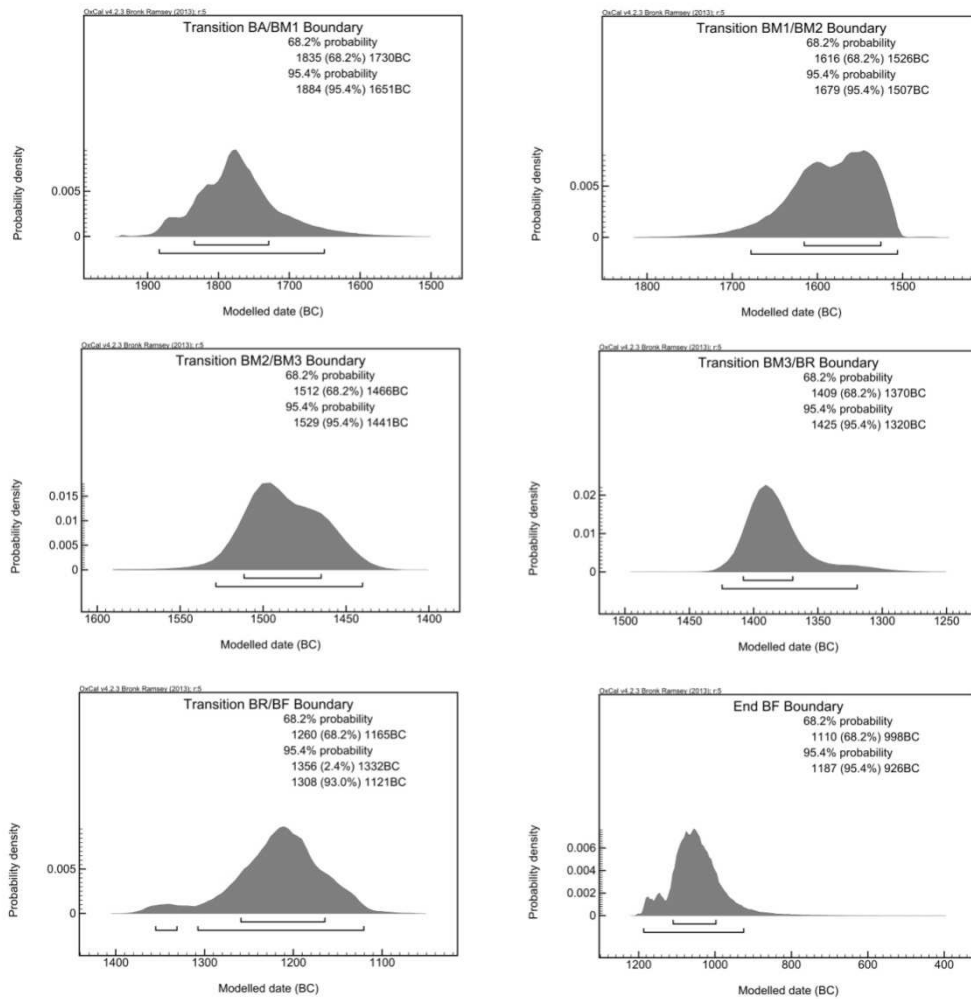 OxCal v4.2.3 Bronk Ramsey (2013); r:5
Transition BA/BM1 Boundary
68.2% probability
1835 (68.2%) 1730BC
95.4% probability
1884 (95.4%) 1651BC
Probability density
0.005
0
1900 1800 1700 1600 1500
Modelled date (BC)
OxCal v4.2.3 Bronk Ramsey (2013); r:5
Transition BM1/BM2 Boundary
68.2% probability
1616 (68.2%) 1526BC
95.4% probability
1679 (95.4%) 1507BC
Probability density
0.005
0
1800 1700 1600 1500
Modelled date (BC)
OxCal v4.2.3 Bronk Ramsey (2013); r:5
Transition BM2/BM3 Boundary
68.2% probability
1512 (68.2%) 1466BC
95.4% probability
1529 (95.4%) 1441BC
Probability density
0.015
0.01
0.005
0
1600 1550 1500 1450 1400
Modelled date (BC)
OxCal v4.2.3 Bronk Ramsey (2013); r:5
Transition BM3/BR Boundary
68.2% probability
1409 (68.2%) 1370BC
95.4% probability
1425 (95.4%) 1320BC
Probability density
0.02
0.01
0
1500 1450 1400 1350 1300 1250
Modelled date (BC)
OxCal v4.2.3 Bronk Ramsey (2013); r:5
Transition BR/BF Boundary
68.2% probability
1260 (68.2%) 1165BC
95.4% probability
1356 (2.4%) 1332BC
1308 (93.0%) 1121BC
Probability density
0.005
0
1400 1300 1200 1100
Modelled date (BC)
OxCal v4.2.3 Bronk Ramsey (2013); r:5
End BF Boundary
68.2% probability
1110 (68.2%) 998BC
95.4% probability
1187 (95.4%) 926BC
Probability density
0.006
0.004
0.002
0.000
1200 1000 800 600 400
Modelled date (BC)